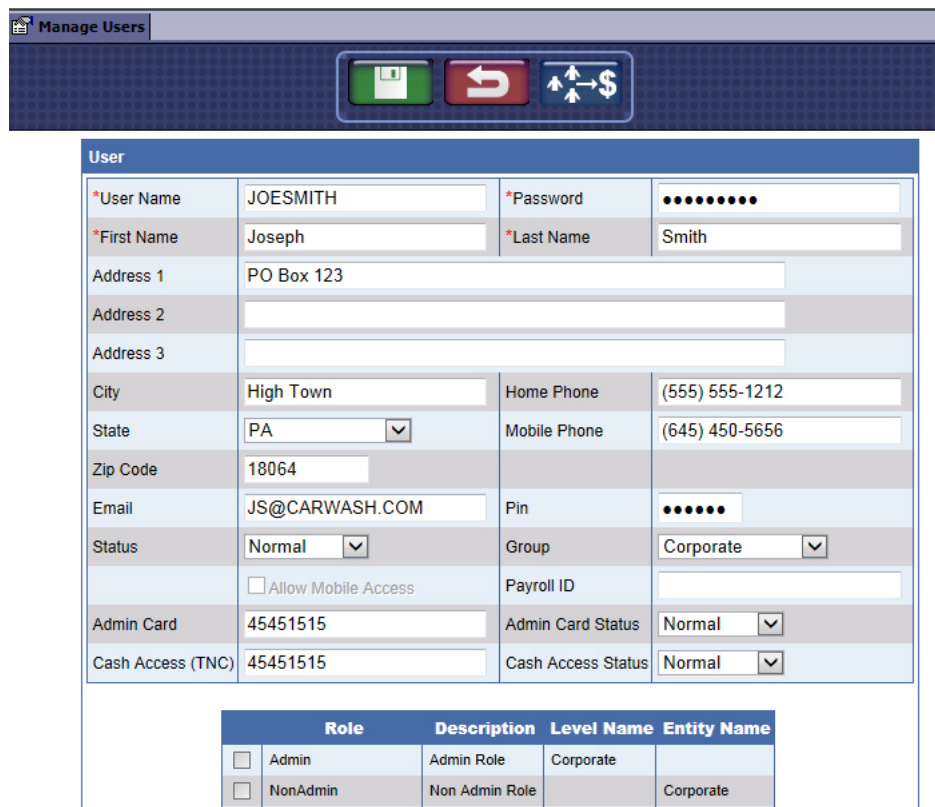 Manage Users
$
User
*User Name JOESMITH *Password •••••••••
*First Name Joseph *Last Name Smith
Address 1 PO Box 123
Address 2
Address 3
City High Town Home Phone (555) 555-1212
State PA Mobile Phone (645) 450-5656
Zip Code 18064
Email JS@CARWASH.COM Pin ••••••
Status Normal Group Corporate
Allow Mobile Access Payroll ID
Admin Card 45451515 Admin Card Status Normal
Cash Access (TNC) 45451515 Cash Access Status Normal
Role Description Level Name Entity Name
Admin Admin Role Corporate
NonAdmin Non Admin Role Corporate